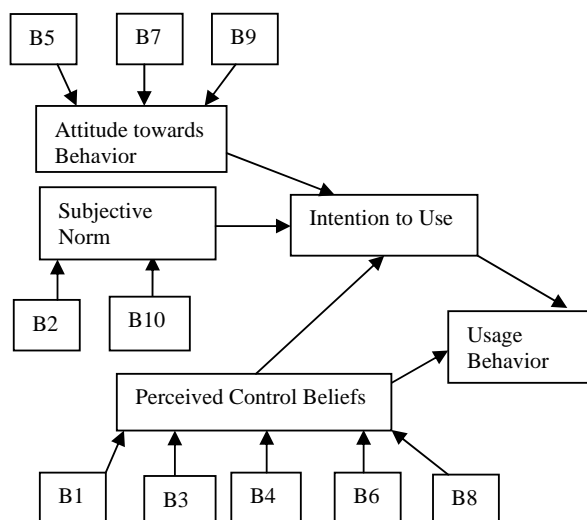 B5
B7
B9
Attitude towards
Behavior
Subjective
Norm
Intention to Use
B2
B10
Usage
Behavior
Perceived Control Beliefs
B1
B3
B4
B6
B8